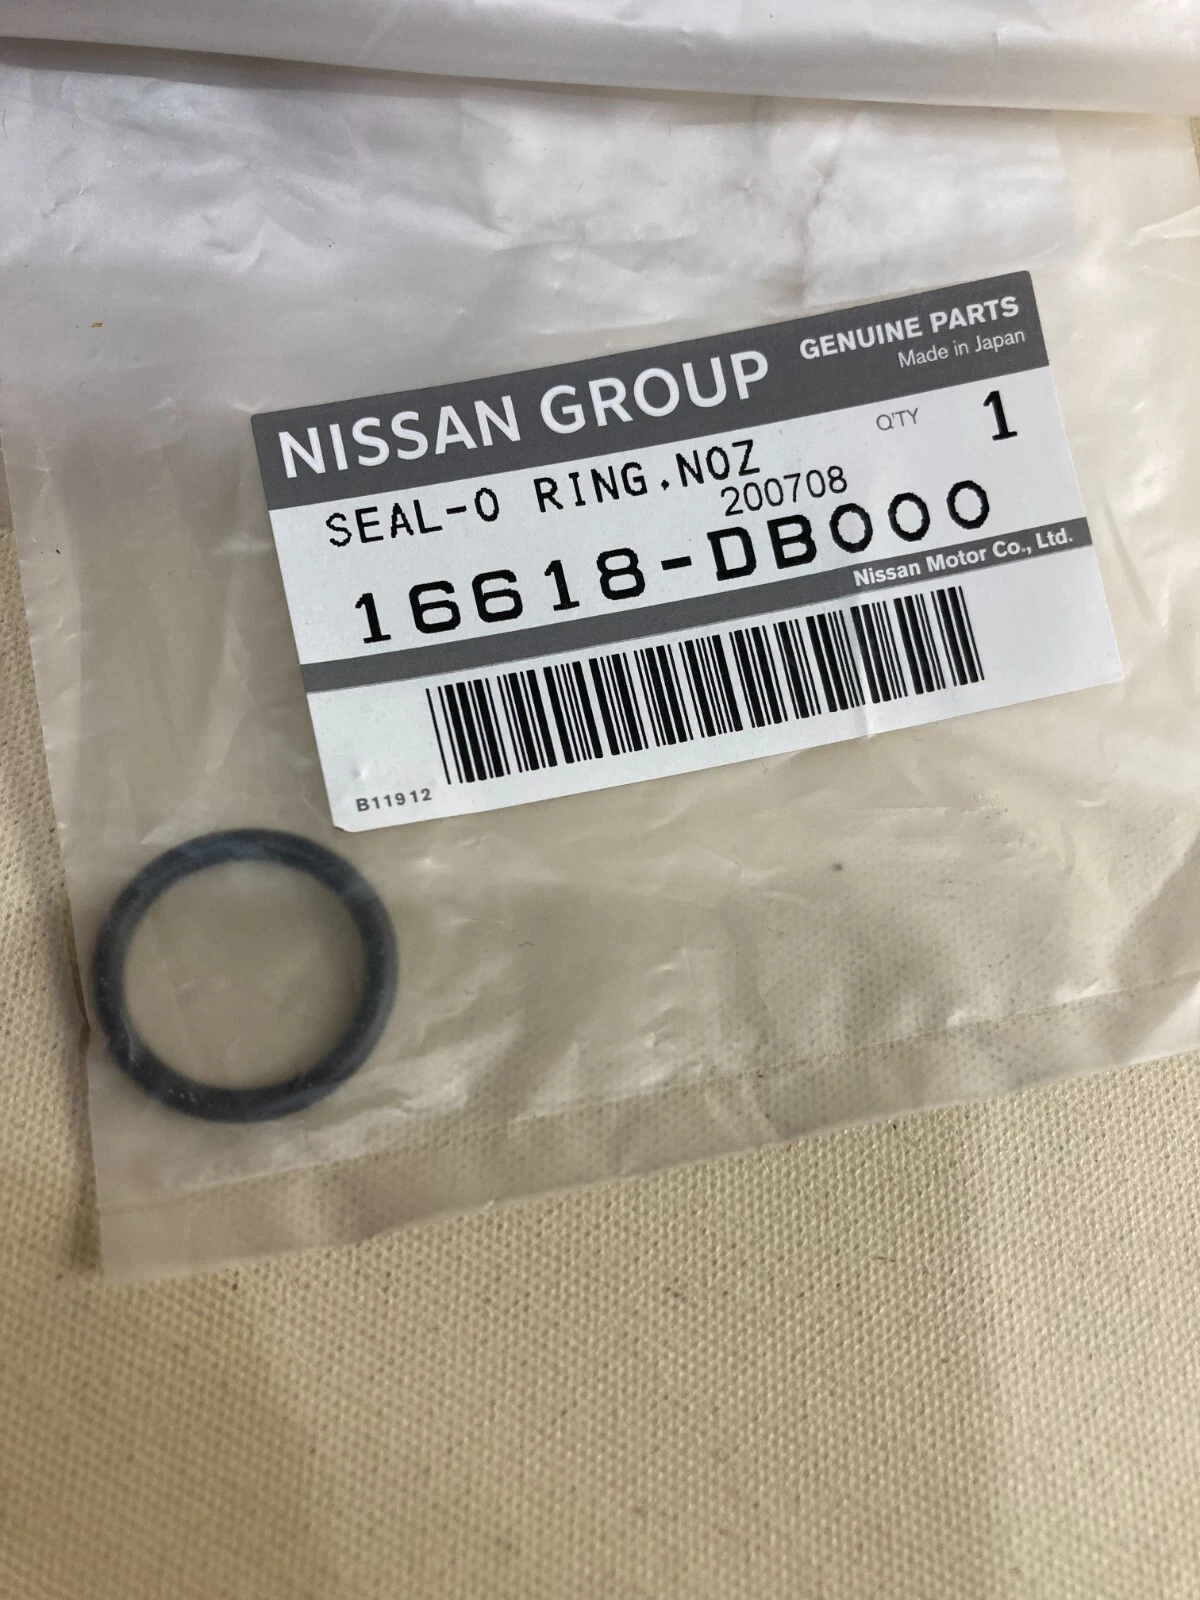 NISSAN GROUP
GENUINE PARTS
Made in Japan
SEAL-O RING.NOZ
Q'TY 1
200708
16618-DB000
Nissan Motor Co., Ltd.
B11912